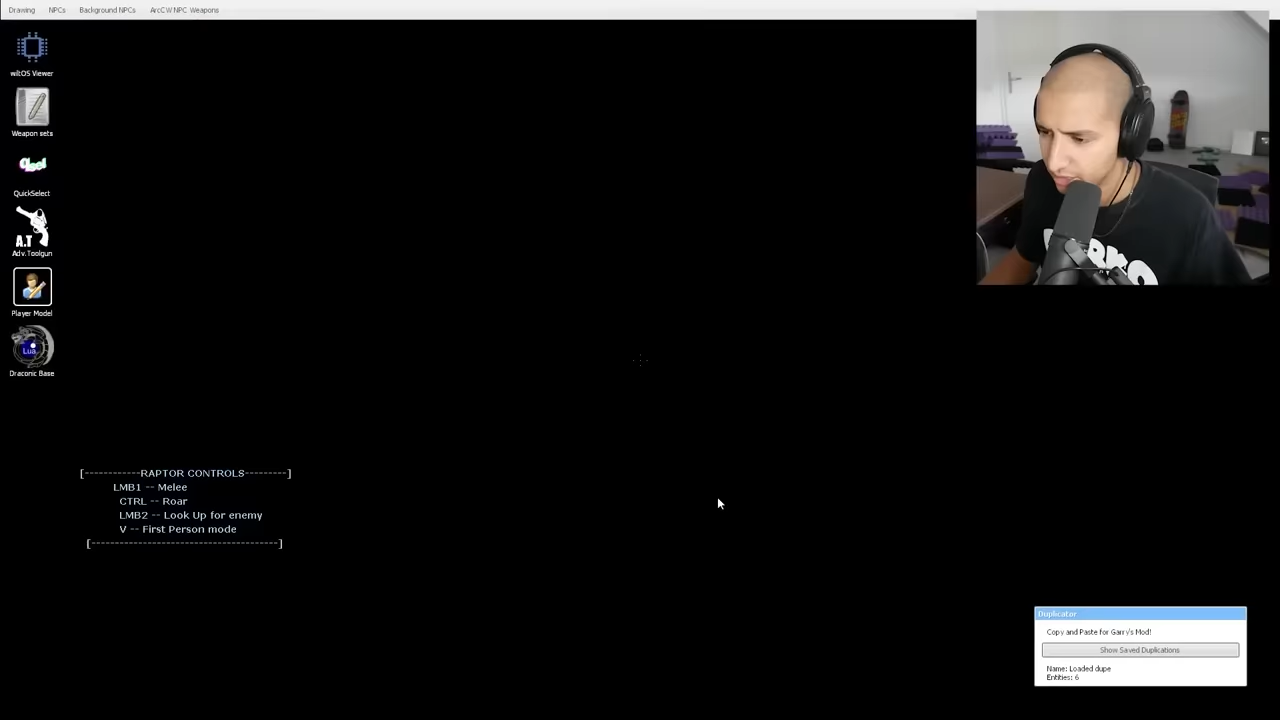 Drawing NPCs Background NPCs ArcCW NPC Weapons
wiltOS Viewer
Weapon sets
QuickSelect
A.T
Adv.Toolgun
Player Model
Lua
Draconic Base
[------------RAPTOR CONTROLS---------]
LMB1 -- Melee
CTRL -- Roar
LMB2 -- Look Up for enemy
V -- First Person mode
[----------------------------------------]
Duplicator
Copy and Paste for Garry's Mod!
Show Saved Duplications
Name: Loaded dupe
Entities: 6